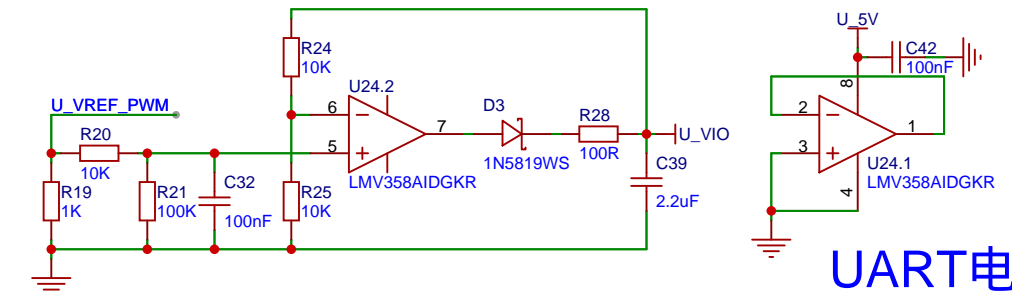 U_5V
R24
10K
C42
100nF
U24.2
8
U_VREF_PWM
6
D3
R28
2
1
7
U_VIO
R20
5
3
10K
1N5819WS
100R
C39
U24.1
LMV358AIDGKR
C32
LMV358AIDGKR
R19
1K
R21
100K
R25
10K
2.2uF
4
100nF
UART电